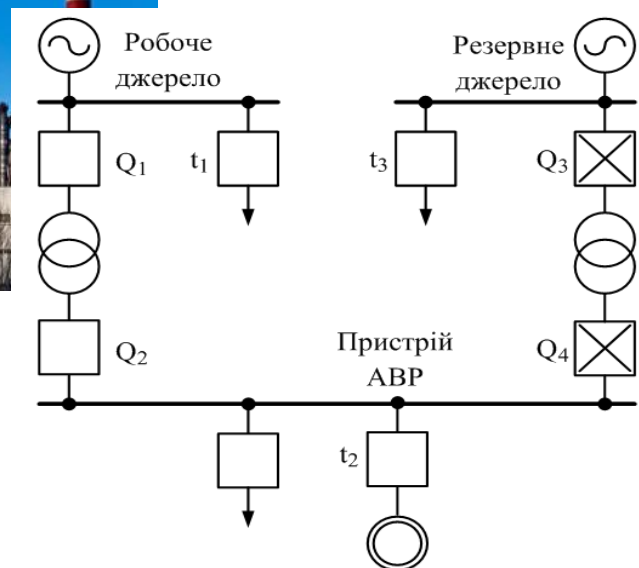 Робоче
джерело
Резервне
джерело
Q1
t1
t3
Q3
Q2
Пристрій
АВР
Q4
t2